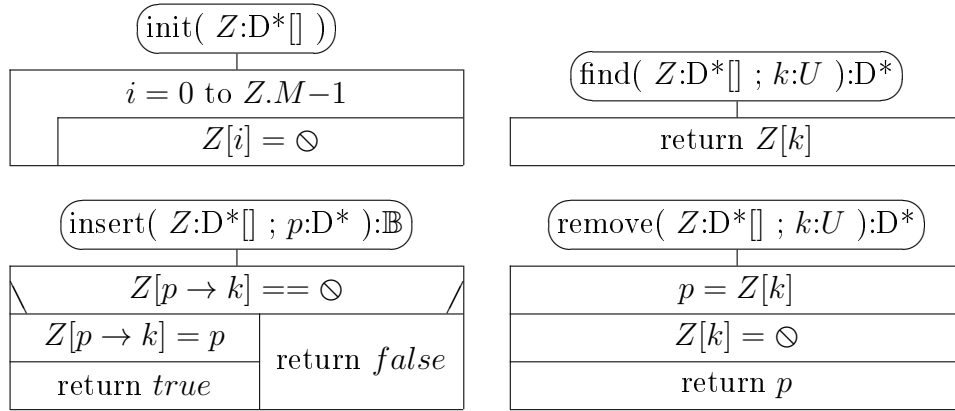 init( Z:D*[] )
i = 0 to Z.M−1
Z[i] = ⦸
find( Z:D*[] ; k:U ):D*
return Z[k]
insert( Z:D*[] ; p:D* ):𝔹
Z[p → k] == ⦸
Z[p → k] = p
return true
return false
remove( Z:D*[] ; k:U ):D*
p = Z[k]
Z[k] = ⦸
return p